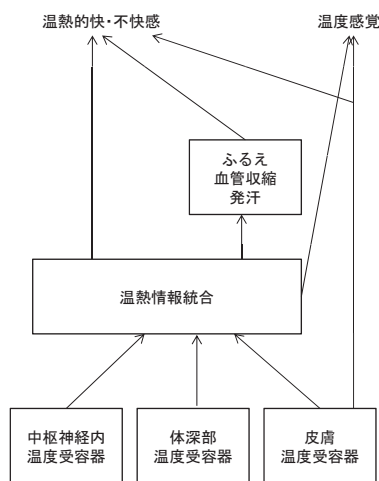 温熱的快・不快感
温度感覚
ふるえ
血管収縮
発汗
温熱情報統合
中枢神経内
温度受容器
体深部
温度受容器
皮膚
温度受容器